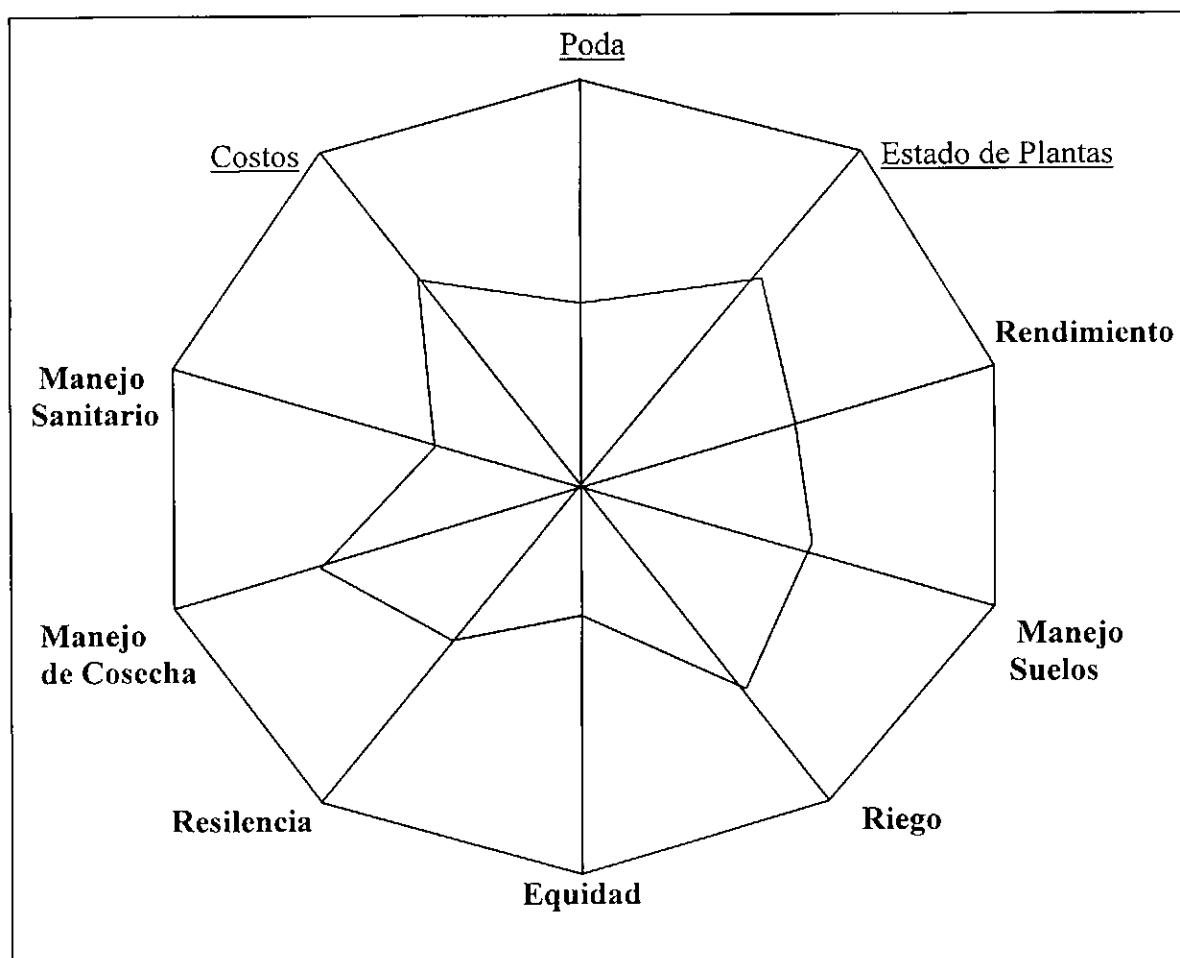 Poda
Costos
Estado de Plantas
Rendimiento
Manejo
Sanitario
Manejo
Suelos
Manejo
de Cosecha
Riego
Resilencia
Equidad